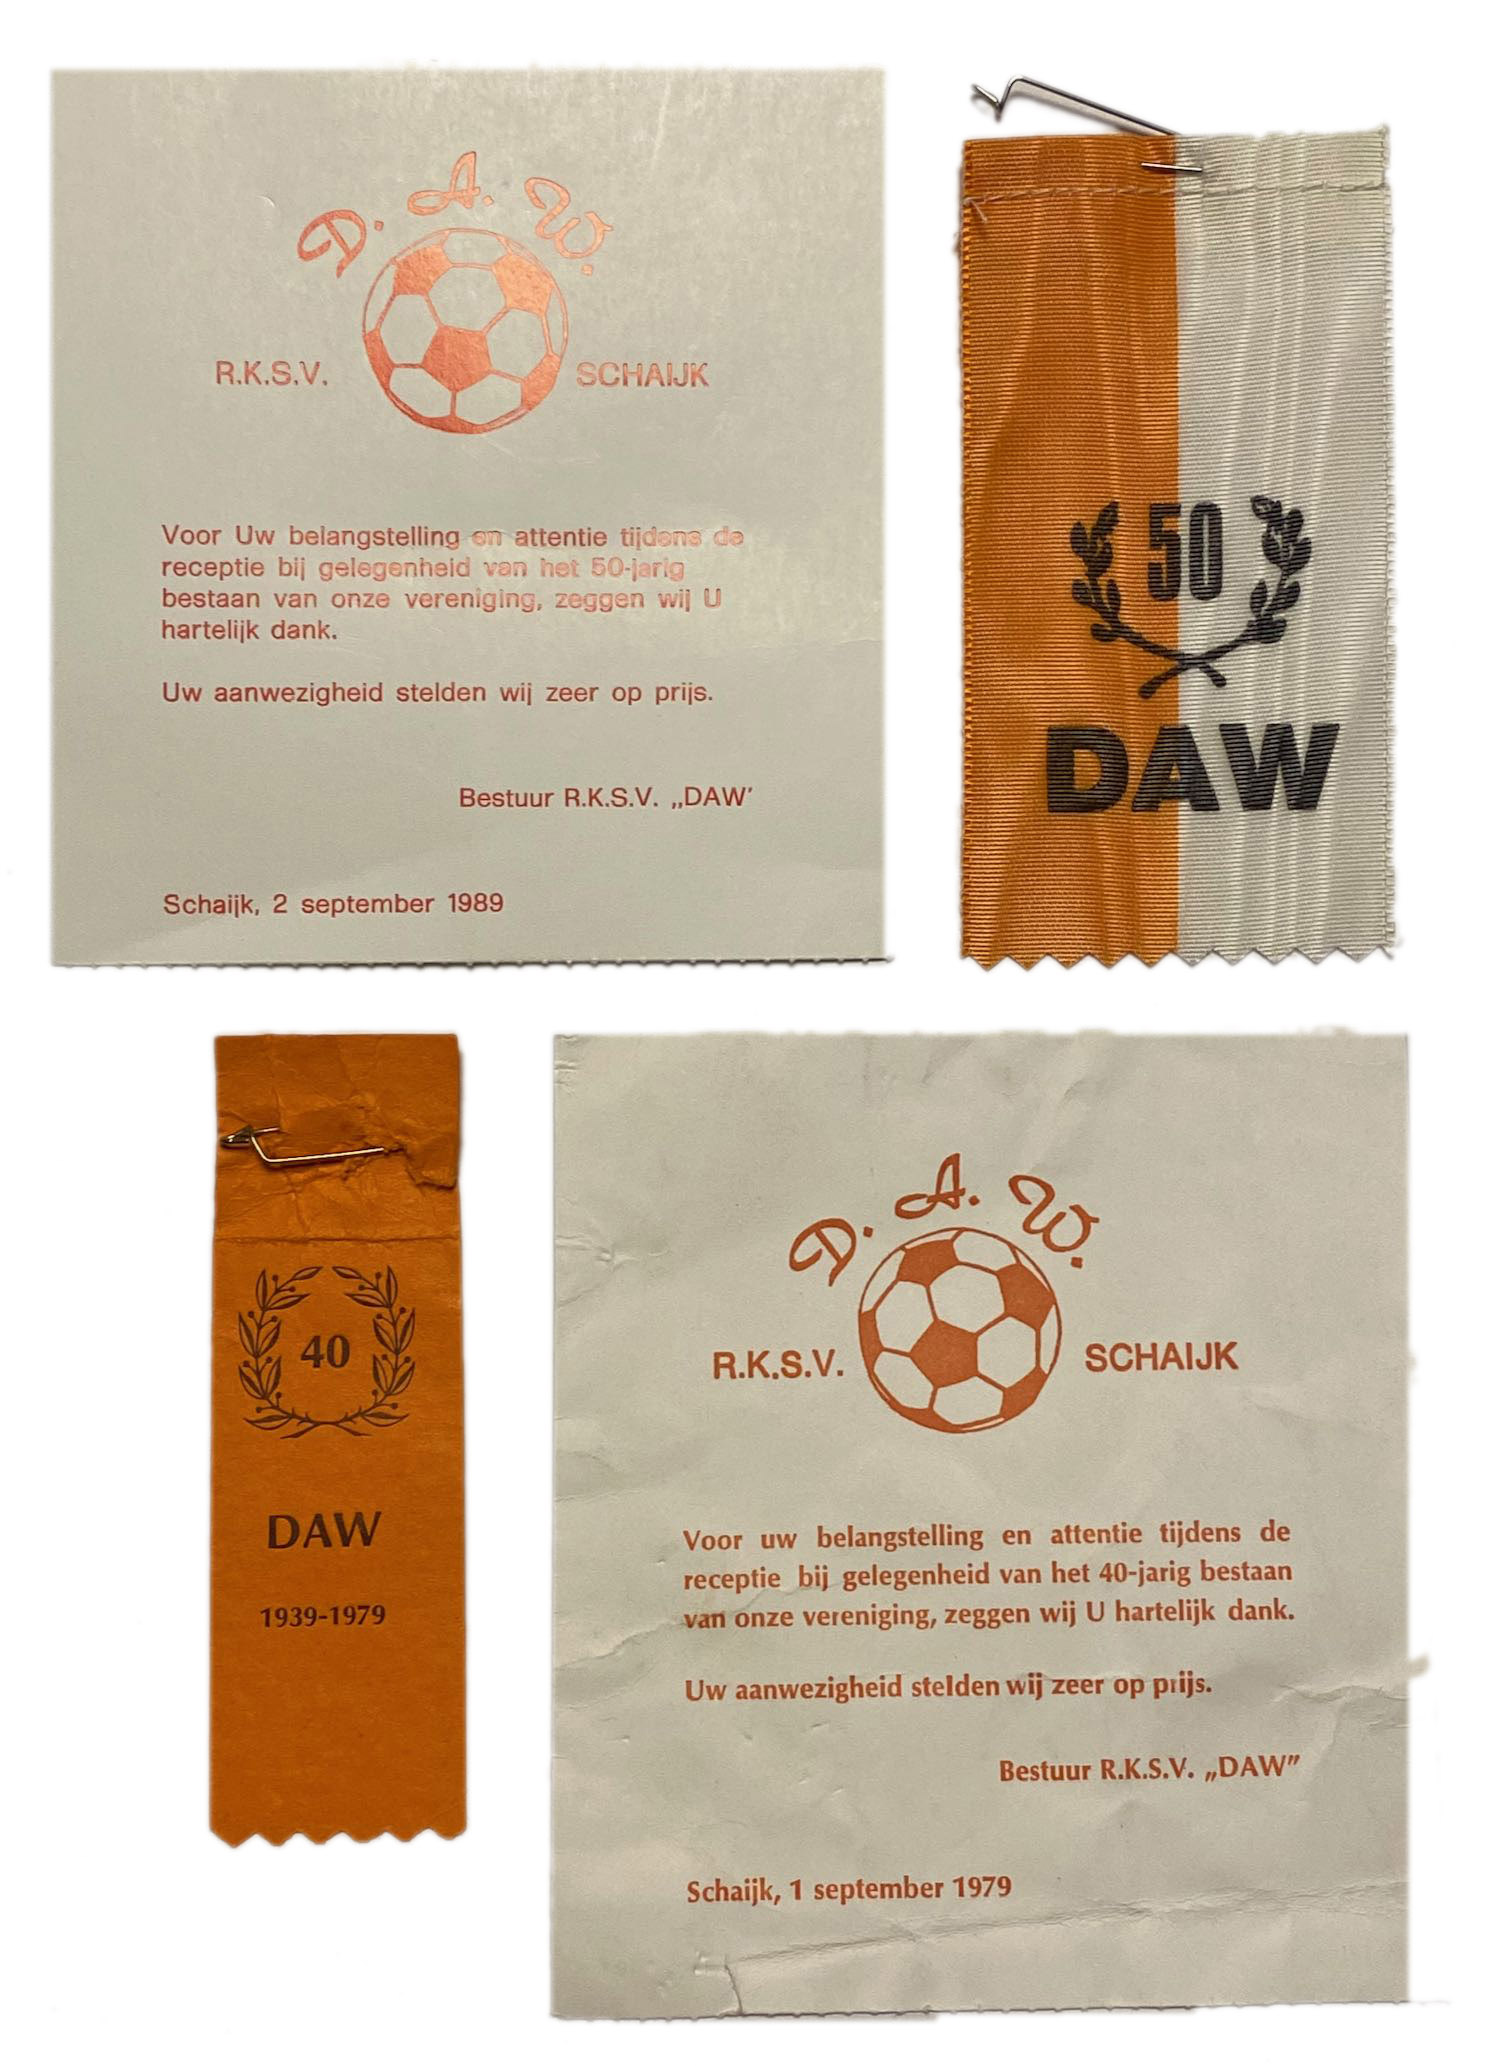 D. A. W.
R.K.S.V. SCHAIJK
Voor Uw belangstelling en attentie tijdens de
receptie bij gelegenheid van het 50-jarig
bestaan van onze vereniging, zeggen wij U
hartelijk dank.
Uw aanwezigheid stelden wij zeer op prijs.
Bestuur R.K.S.V. „DAW'
Schaijk, 2 september 1989
50
DAW
40
DAW
1939-1979
D. A. W.
R.K.S.V. SCHAIJK
Voor uw belangstelling en attentie tijdens de
receptie bij gelegenheid van het 40-jarig bestaan
van onze vereniging, zeggen wij U hartelijk dank.
Uw aanwezigheid stelden wij zeer op prijs.
Bestuur R.K.S.V. „DAW”
Schaijk, 1 september 1979